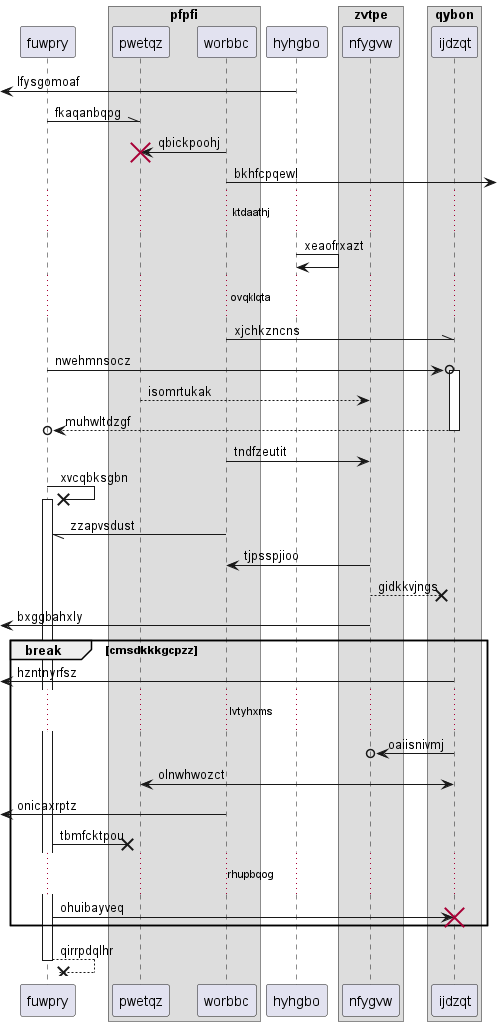 pfpfi zvtpe qybon
fuwpry pwetqz worbbc hyhgbo nfygvw ijdzqt
lfysgomoaf
fkaqanbqpg
qbickpoohj
bkhfcpqewl
ktdaathj
xeaofrxazt
ovqklqta
xjchkzncns
nwehmnsocz
isomrtukak
muhwltdzgf
tndfzeutit
xvcqbksgbn
zzapvsdust
tjpsspjioo
gidkkvjngs
bxggbahxly
break [cmsdkkkgcpzz]
hzntnyrfsz
lvtyhxms
oaiisnivmj
olnwhwozct
onicaxrptz
tbmfcktpou
rhupbqog
ohuibayveq
qirrpdqlhr
fuwpry pwetqz worbbc hyhgbo nfygvw ijdzqt